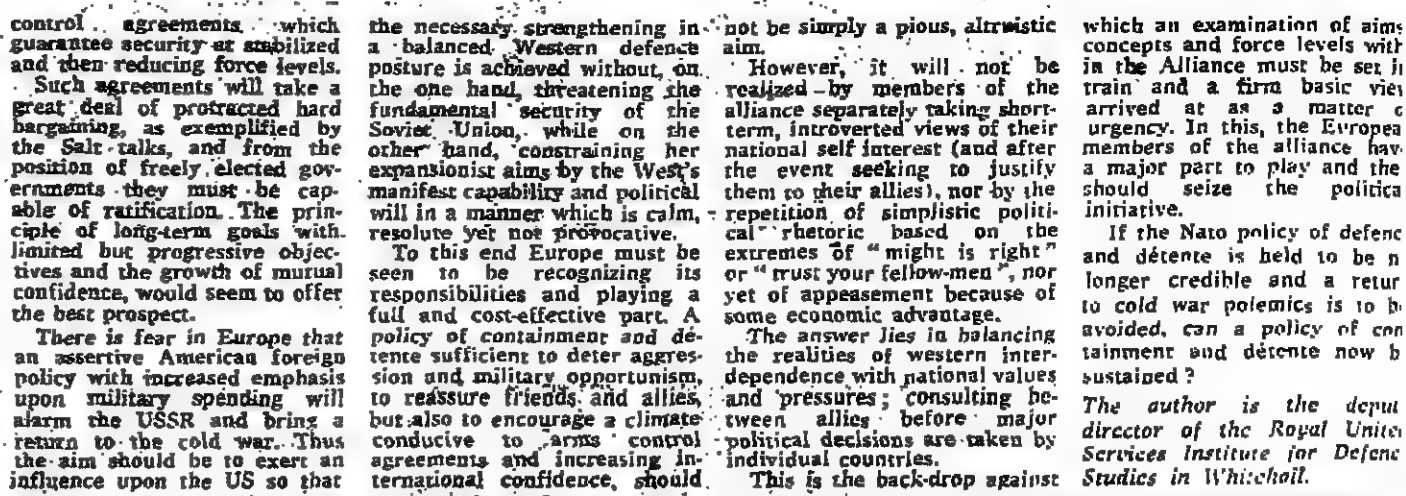 control agreements which
guarantee security at stabilized
and then reducing force levels.
Such agreements will take a
great deal of protracted hard
bargaining, as exemplified by
the Salt talks, and from the
position of freely elected gov-
ernments they must be cap-
able of ratification. The prin-
ciple of long-term goals with
limited but progressive objec-
tives and the growth of mutual
confidence, would seem to offer
the best prospect.
There is fear in Europe that
an assertive American foreign
policy with increased emphasis
upon military spending will
alarm the USSR and bring a
return to the cold war. Thus
the aim should be to exert an
influence upon the US so that
the necessary strengthening in
a balanced Western defence
posture is achieved without, on
the one hand, threatening the
fundamental security of the
Soviet Union, while on the
other hand, constraining her
expansionist aims by the West's
manifest capability and political
will in a manner which is calm,
resolute yet not provocative.
To this end Europe must be
seen to be recognizing its
responsibilities and playing a
full and cost-effective part. A
policy of containment and dé-
tente sufficient to deter aggres-
sion and military opportunism,
to reassure friends and allies,
but also to encourage a climate
conducive to arms control
agreements and increasing in-
ternational confidence, should
not be simply a pious, altruistic
aim.
However, it will not be
realized by members of the
alliance separately taking short-
term, introverted views of their
national self interest (and after
the event seeking to justify
them to their allies), nor by the
repetition of simplistic politi-
cal rhetoric based on the
extremes of "might is right"
or "trust your fellow-men", nor
yet of appeasement because of
some economic advantage.
The answer lies in balancing
the realities of western inter-
dependence with national values
and pressures; consulting be-
tween allies before major
political decisions are taken by
individual countries.
This is the back-drop against
which an examination of aims
concepts and force levels with
in the Alliance must be set i
train and a firm basic vie
arrived at as a matter o
urgency. In this, the Europea
members of the alliance hav
a major part to play and the
should seize the politica
initiative.
If the Nato policy of defenc
and détente is held to be n
longer credible and a retur
to cold war polemics is to b
avoided, can a policy of con
tainment and détente now b
sustained?
The author is the deput
director of the Royal Unite
Services Institute for Defenc
Studies in Whitehall.